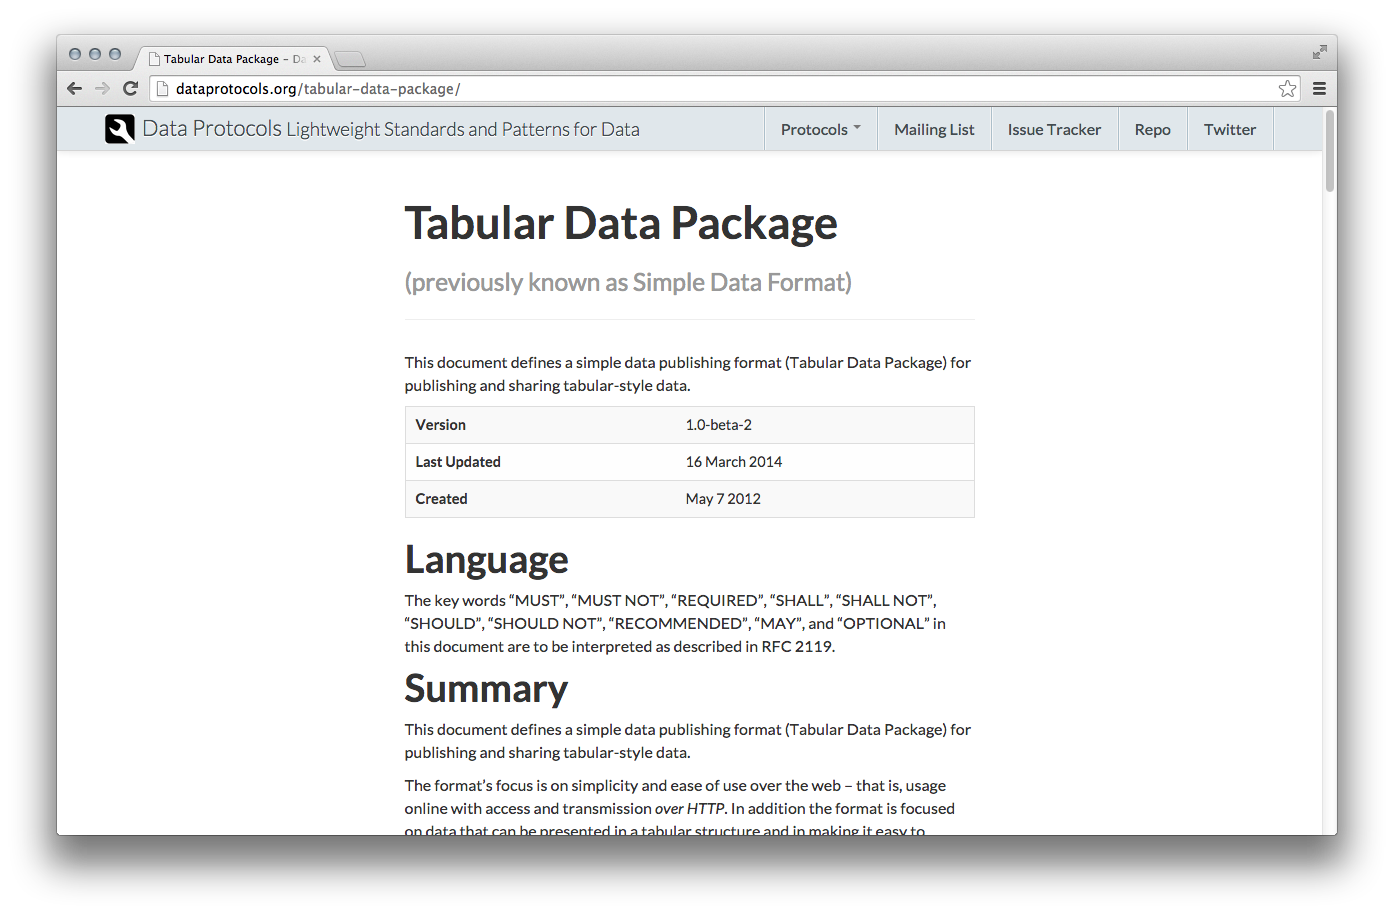 Tabular Data Package – Da
dataprotocols.org/tabular-data-package/
Data Protocols Lightweight Standards and Patterns for Data
Protocols
Mailing List
Issue Tracker
Repo
Twitter
Tabular Data Package
(previously known as Simple Data Format)
This document defines a simple data publishing format (Tabular Data Package) for
publishing and sharing tabular-style data.
Version 1.0-beta-2
Last Updated 16 March 2014
Created May 7 2012
Language
The key words “MUST”, “MUST NOT”, “REQUIRED”, “SHALL”, “SHALL NOT”,
“SHOULD”, “SHOULD NOT”, “RECOMMENDED”, “MAY”, and “OPTIONAL” in
this document are to be interpreted as described in RFC 2119.
Summary
This document defines a simple data publishing format (Tabular Data Package) for
publishing and sharing tabular-style data.
The format’s focus is on simplicity and ease of use over the web – that is, usage
online with access and transmission over HTTP. In addition the format is focused
on data that can be presented in a tabular structure and in making it easy to